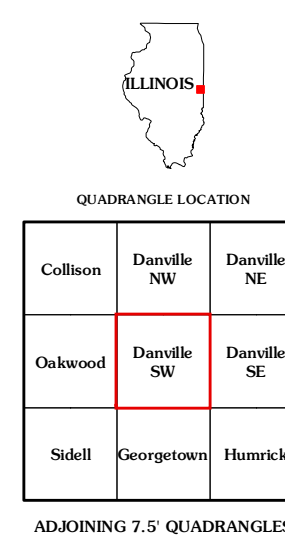 ILLINOIS
QUADRANGLE LOCATION
Collison
Danville
NW
Danville
NE
Oakwood
Danville
SW
Danville
SE
Sidell
Georgetown
Humrick
ADJOINING 7.5' QUADRANGLES